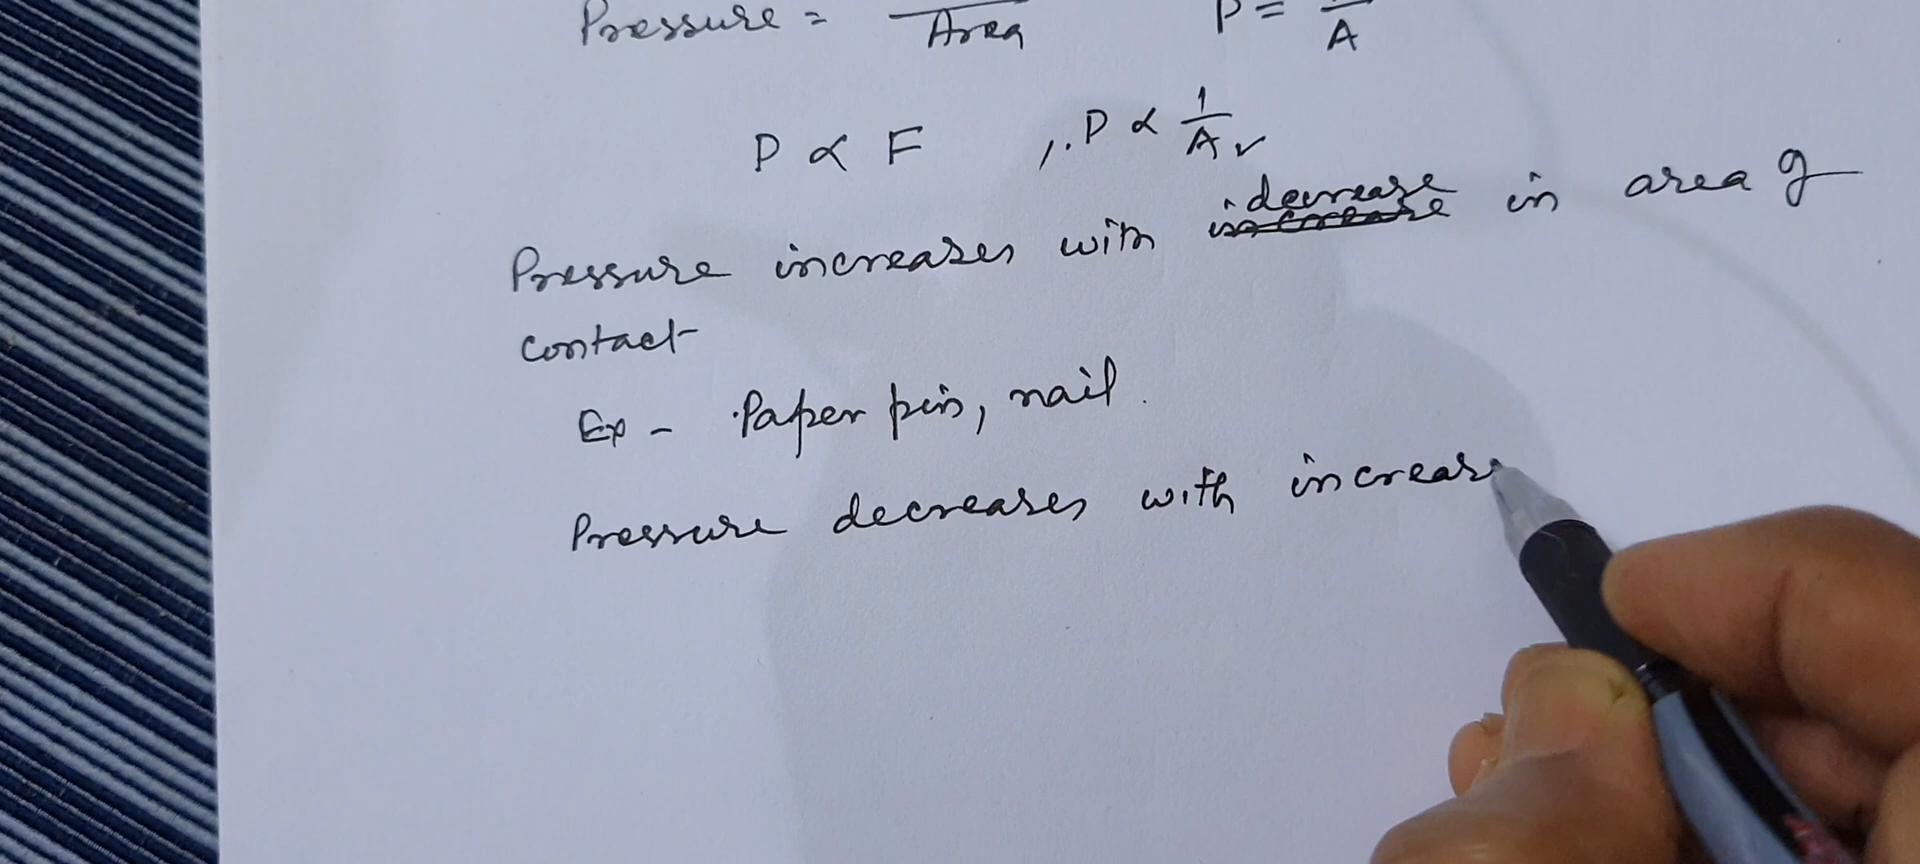 Pressure = ── / Area    P = ── / A
P ∝ F , . P ∝ 1/A
Pressure increases with decrease in area of
contact
Ex - Paper pin, nail.
Pressure decreases with increas